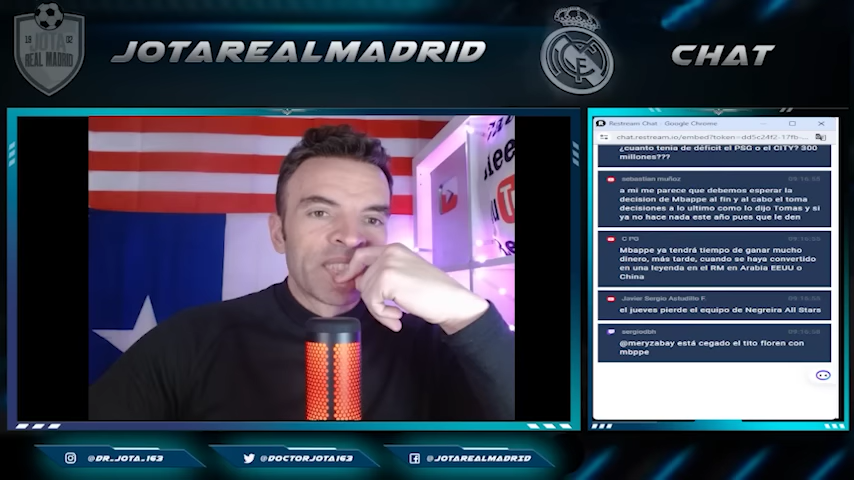 19 02
JOTA
REAL MADRID
JOTAREALMADRID
CHAT
Restream Chat - Google Chrome
chat.restream.io/embed?token=dd5c24f2-17fb-...
¿cuanto tenia de déficit el PSG o el CITY? 300
millones???
sebastian muñoz
a mi me parece que debemos esperar la
decision de Mbappe al fin y al cabo el toma
decisiones a lo ultimo como lo dijo Tomas y si
ya no hace nada este año pues que le den
C PG
Mbappe ya tendrá tiempo de ganar mucho
dinero, más tarde, cuando se haya convertido
en una leyenda en el RM en Arabia EEUU o
China
Javier Sergio Astudillo F.
el jueves pierde el equipo de Negreira All Stars
sergiodbh
@meryzabay está cegado el tito floren con
mbppe
@DR_JOTA_163
@DOCTORJOTA163
@JOTAREALMADRID